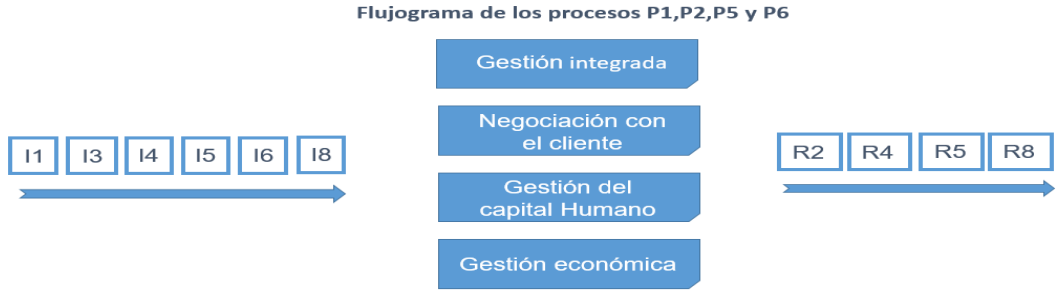 Flujograma de los procesos P1,P2,P5 y P6
Gestión integrada
Negociación con
el cliente
I1 I3 I4 I5 I6 I8
R2 R4 R5 R8
Gestión del
capital Humano
Gestión económica